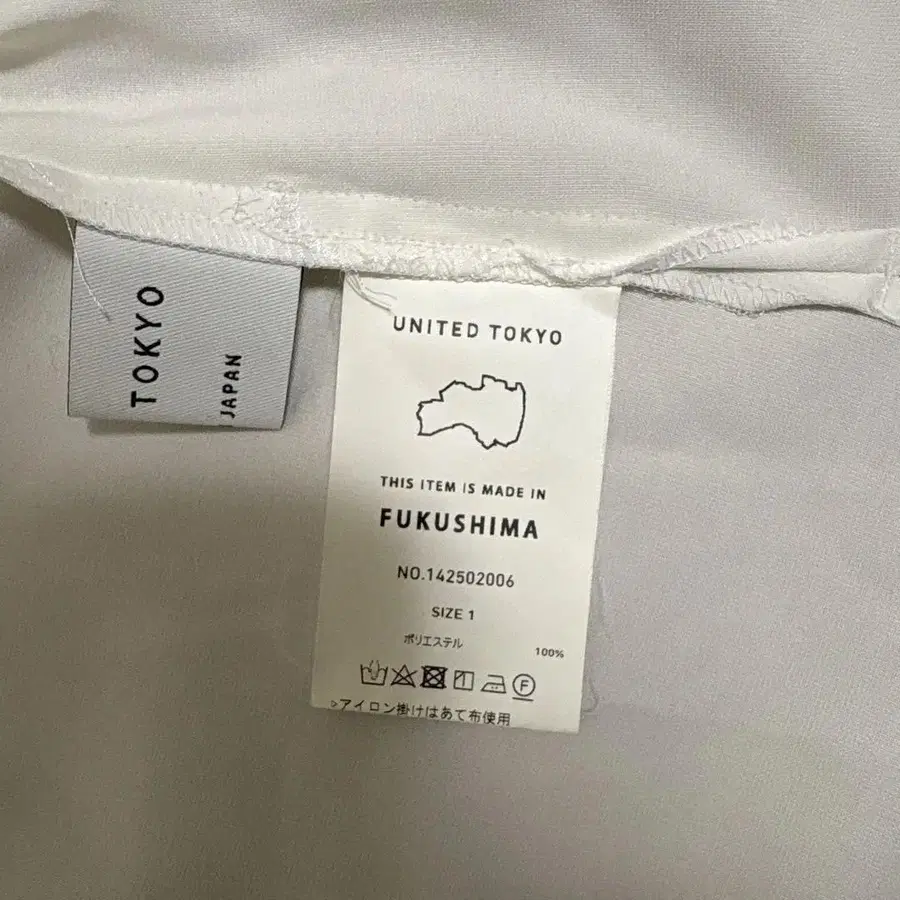 TOKYO
JAPAN
UNITED TOKYO
THIS ITEM IS MADE IN
FUKUSHIMA
NO.142502006
SIZE 1
ポリエステル 100%
F
▷アイロン掛けはあて布使用